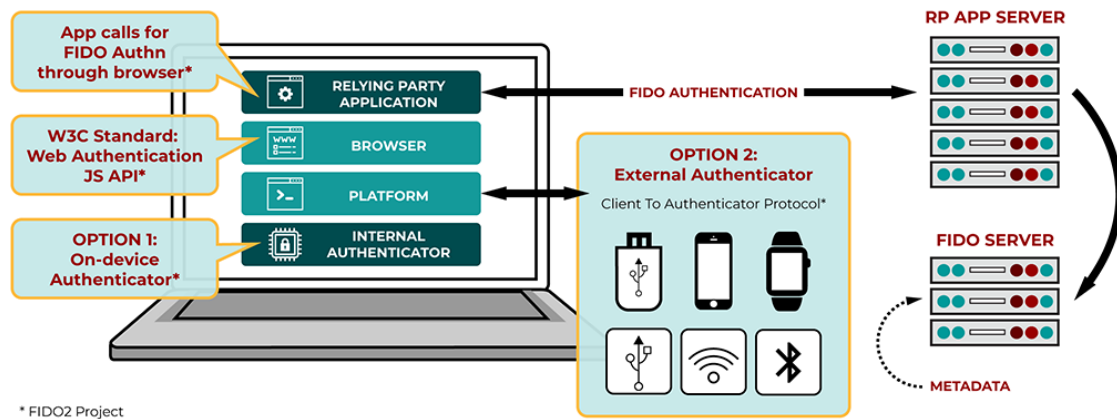 App calls for
FIDO Authn
through browser*
W3C Standard:
Web Authentication
JS API*
OPTION 1:
On-device
Authenticator*
RELYING PARTY
APPLICATION
WWW
BROWSER
PLATFORM
INTERNAL
AUTHENTICATOR
FIDO AUTHENTICATION
OPTION 2:
External Authenticator
Client To Authenticator Protocol*
RP APP SERVER
FIDO SERVER
METADATA
* FIDO2 Project